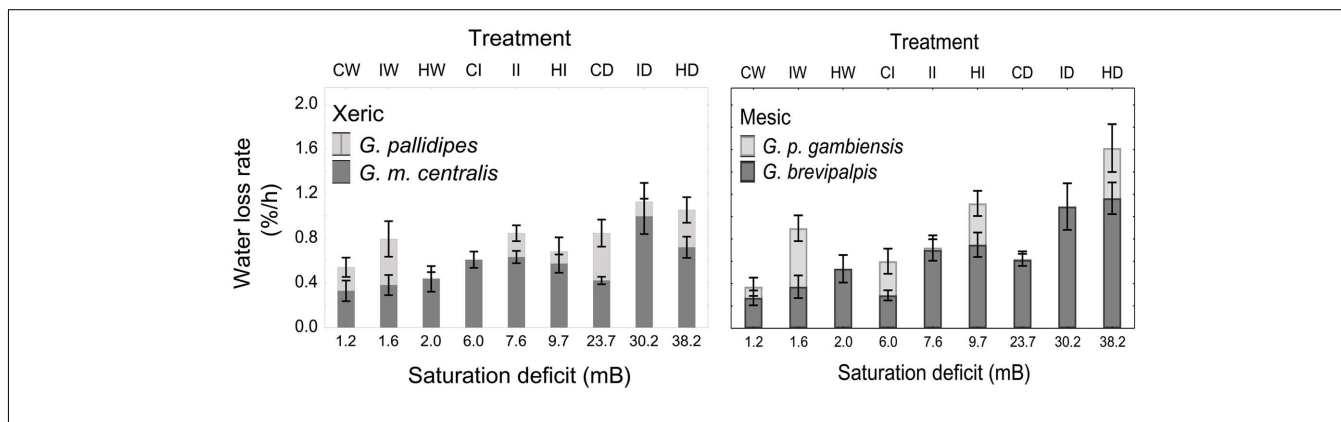 Treatment
CW IW HW CI II HI CD ID HD
2.0
1.6
1.2
0.8
0.4
0.0
Water loss rate
(%/h)
Xeric
G. pallidipes
G. m. centralis
1.2 1.6 2.0 6.0 7.6 9.7 23.7 30.2 38.2
Saturation deficit (mB)
Treatment
CW IW HW CI II HI CD ID HD
Mesic
G. p. gambiensis
G. brevipalpis
1.2 1.6 2.0 6.0 7.6 9.7 23.7 30.2 38.2
Saturation deficit (mB)